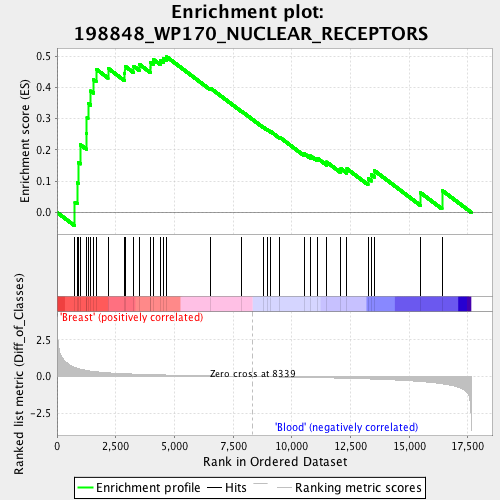 Enrichment plot:
198848_WP170_NUCLEAR_RECEPTORS
Enrichment score (ES)
0.5
0.4
0.3
0.2
0.1
0.0
'Breast' (positively correlated)
Ranked list metric (Diff_of_Classes)
2.5
0.0
-2.5
Zero cross at 8339
'Blood' (negatively correlated)
0
2,500
5,000
7,500
10,000
12,500
15,000
17,500
Rank in Ordered Dataset
Enrichment profile
Hits
Ranking metric scores